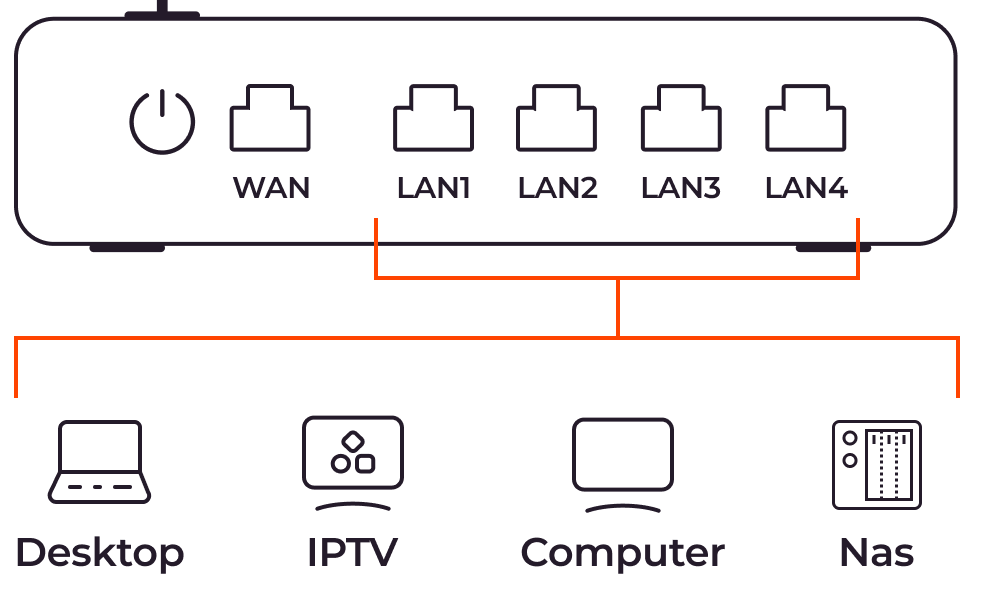 WAN LAN1 LAN2 LAN3 LAN4
Desktop IPTV Computer Nas